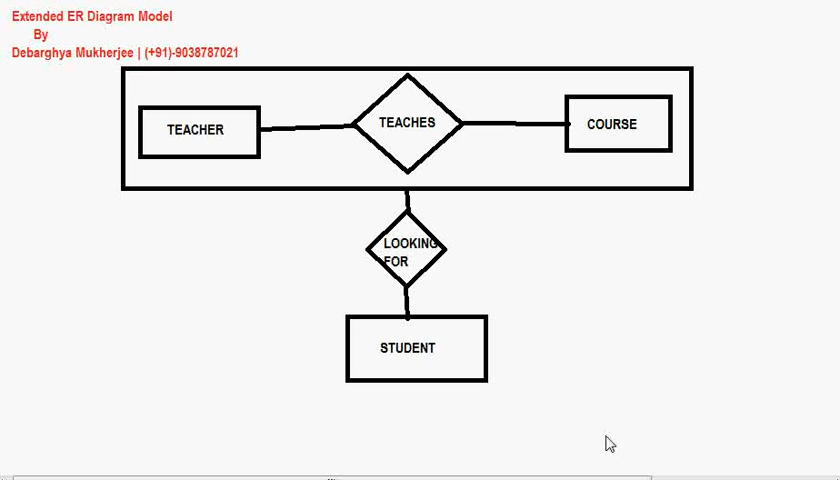 Extended ER Diagram Model
By
Debarghya Mukherjee | (+91)-9038787021
TEACHER
TEACHES
COURSE
LOOKING
FOR
STUDENT